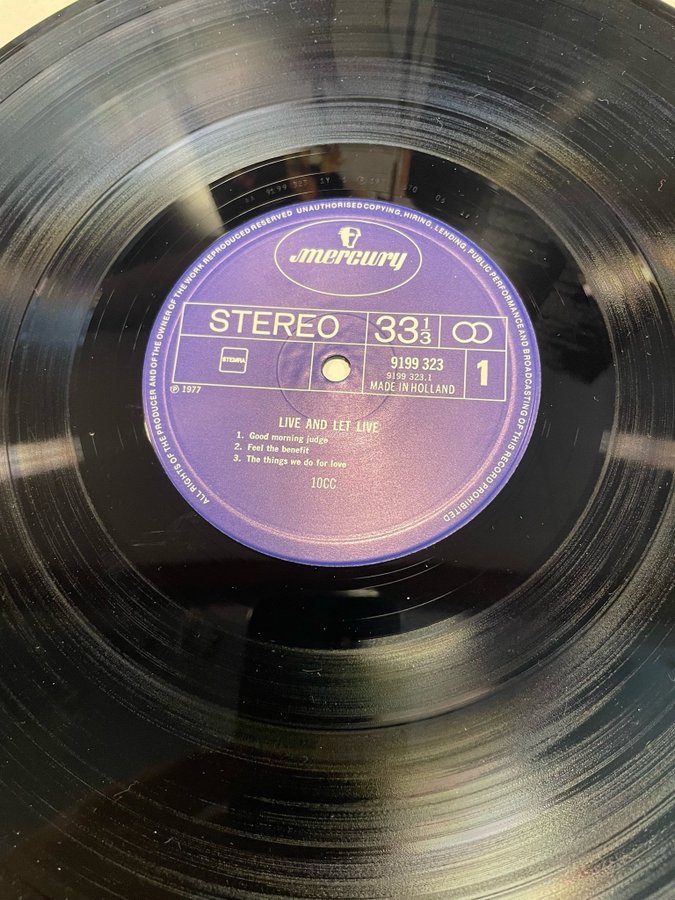 ALL RIGHTS OF THE PRODUCER AND OF THE OWNER OF THE WORK REPRODUCED RESERVED UNAUTHORISED COPYING, HIRING, LENDING, PUBLIC PERFORMANCE AND BROADCASTING OF THIS RECORD PROHIBITED
mercury
STEREO 33 1/3
STEMRA 9199 323 1
9199 323.1
MADE IN HOLLAND
℗ 1977
LIVE AND LET LIVE
1. Good morning judge
2. Feel the benefit
3. The things we do for love
10CC